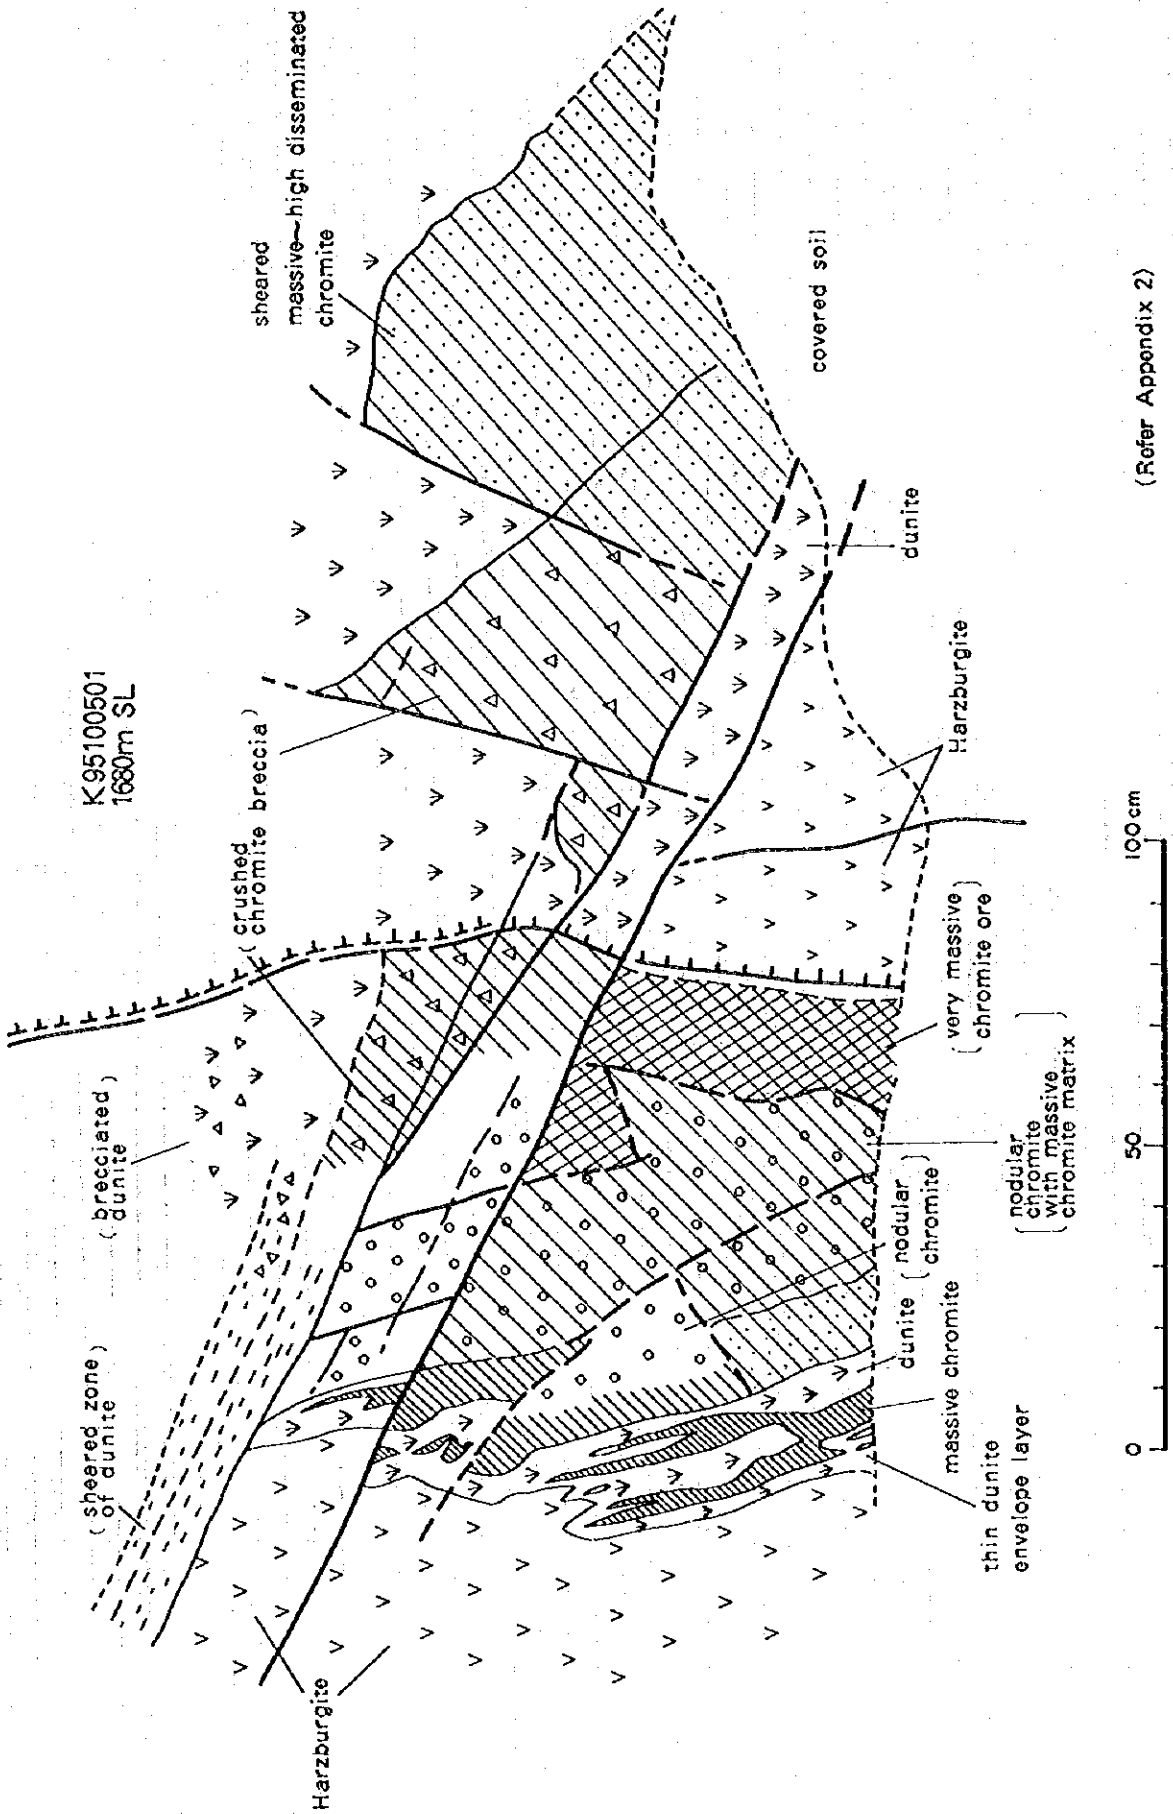 K95100501
1680m SL
( sheared zone )
of dunite
( brecciated )
dunite
( crushed
chromite breccia )
sheared
massive~high disseminated
chromite
Harzburgite
covered soil
dunite
Harzburgite
( very massive )
chromite ore
nodular
chromite
with massive
chromite matrix
( nodular )
chromite
dunite
massive chromite
thin dunite
envelope layer
0
50
100cm
(Refer Appendix 2)